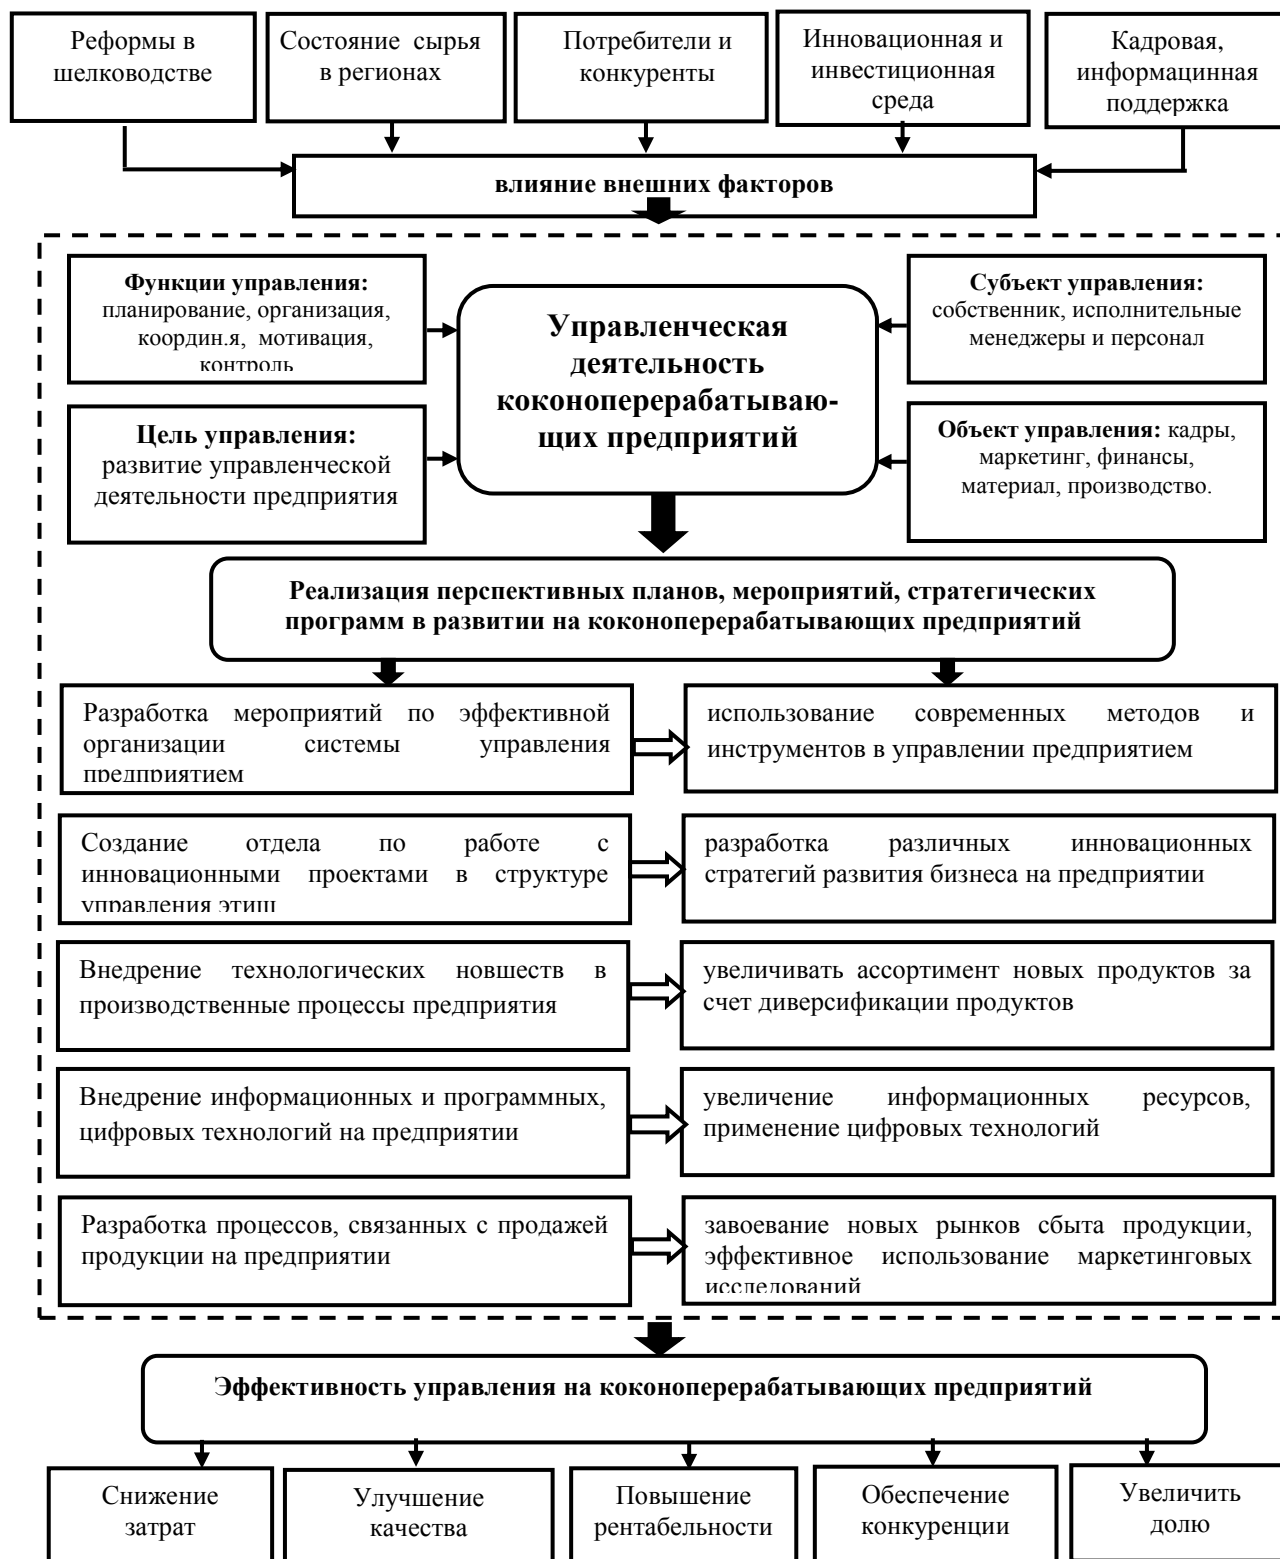 Реформы в
шелководстве
Состояние сырья
в регионах
Потребители и
конкуренты
Инновационная и
инвестиционная
среда
Кадровая,
информацинная
поддержка
влияние внешних факторов
Функции управления:
планирование, организация,
координ.я, мотивация,
контроль
Цель управления:
развитие управленческой
деятельности предприятия
Управленческая
деятельность
коконоперерабатываю-
щих предприятий
Субъект управления:
собственник, исполнительные
менеджеры и персонал
Объект управления: кадры,
маркетинг, финансы,
материал, производство.
Реализация перспективных планов, мероприятий, стратегических
программ в развитии на коконоперерабатывающих предприятий
Разработка мероприятий по эффективной
организации системы управления
предприятием
использование современных методов и
инструментов в управлении предприятием
Создание отдела по работе с
инновационными проектами в структуре
управления этиш
разработка различных инновационных
стратегий развития бизнеса на предприятии
Внедрение технологических новшеств в
производственные процессы предприятия
увеличивать ассортимент новых продуктов за
счет диверсификации продуктов
Внедрение информационных и программных,
цифровых технологий на предприятии
увеличение информационных ресурсов,
применение цифровых технологий
Разработка процессов, связанных с продажей
продукции на предприятии
завоевание новых рынков сбыта продукции,
эффективное использование маркетинговых
исследований
Эффективность управления на коконоперерабатывающих предприятий
Снижение
затрат
Улучшение
качества
Повышение
рентабельности
Обеспечение
конкуренции
Увеличить
долю